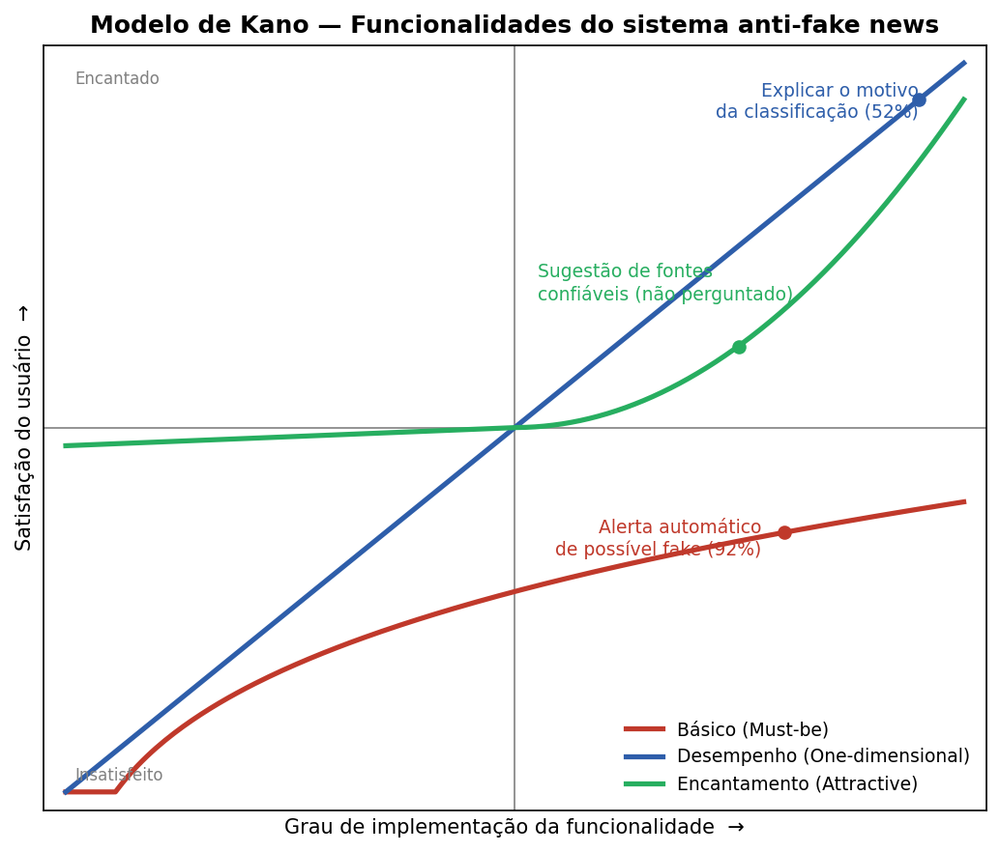 Modelo de Kano — Funcionalidades do sistema anti-fake news
Encantado
Explicar o motivo
da classificação (52%)
Sugestão de fontes
confiáveis (não perguntado)
Satisfação do usuário →
Alerta automático
de possível fake (92%)
Insatisfeito
Básico (Must-be)
Desempenho (One-dimensional)
Encantamento (Attractive)
Grau de implementação da funcionalidade →